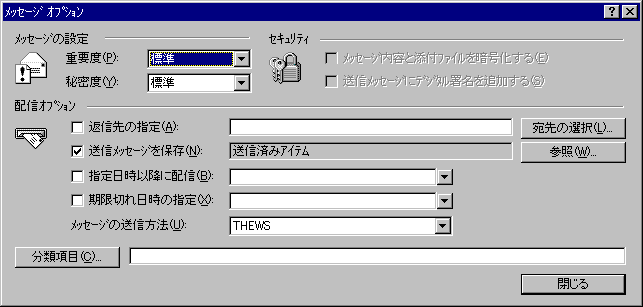 ﾒｯｾｰｼﾞ ｵﾌﾟｼｮﾝ
ﾒｯｾｰｼﾞの設定
重要度(P):
標準
秘密度(Y):
標準
セキュリティ
ﾒｯｾｰｼﾞ内容と添付ファイルを暗号化する(E)
送信ﾒｯｾｰｼﾞにﾃﾞｼﾞﾀﾙ署名を追加する(S)
配信ｵﾌﾟｼｮﾝ
返信先の指定(A):
宛先の選択(L)...
送信ﾒｯｾｰｼﾞを保存(N):
送信済みｱｲﾃﾑ
参照(W)...
指定日時以降に配信(B):
期限切れ日時の指定(X):
ﾒｯｾｰｼﾞの送信方法(U):
THEWS
分類項目(C)...
閉じる